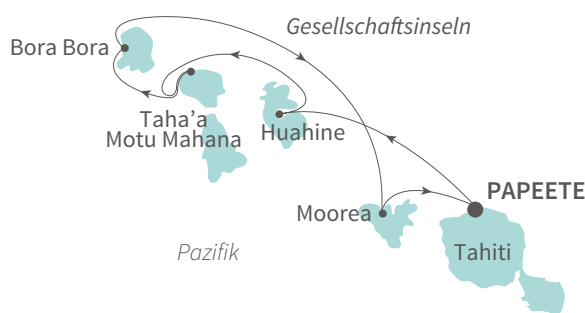 Gesellschaftsinseln
Bora Bora
Taha’a
Motu Mahana
Huahine
PAPEETE
Moorea
Tahiti
Pazifik